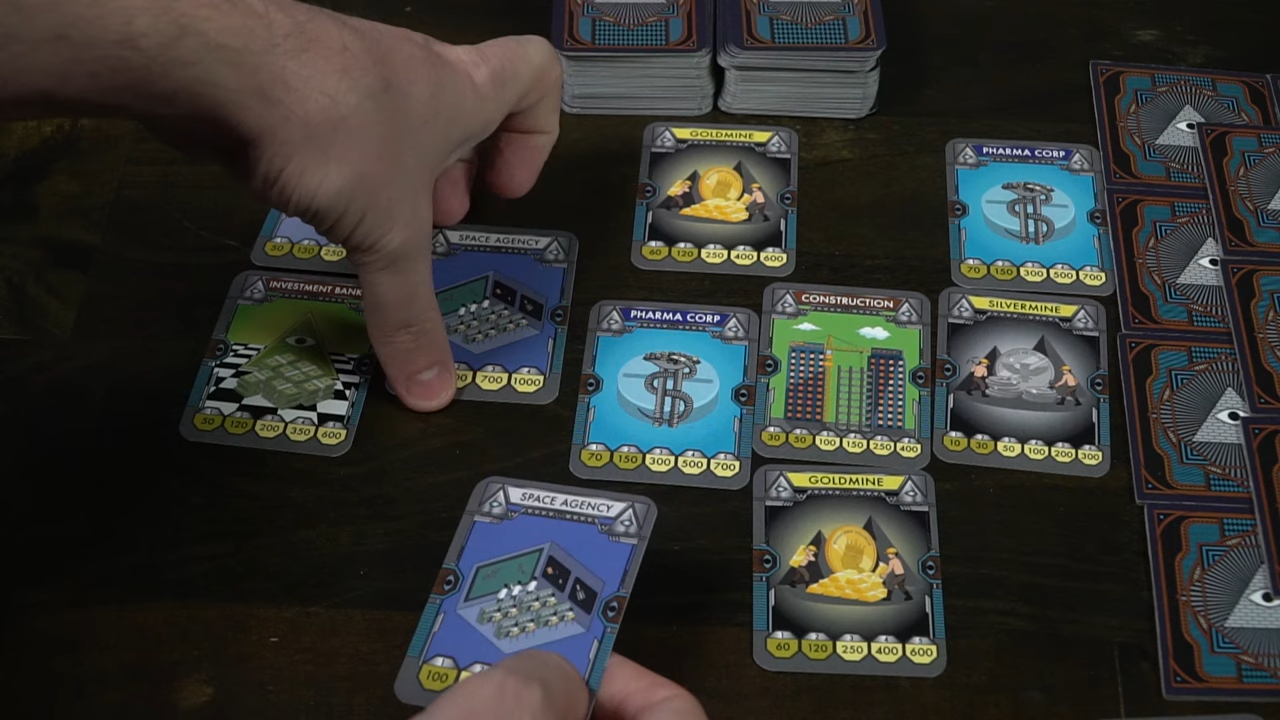 GOLDMINE
60 120 250 400 600
PHARMA CORP
70 150 300 500 700
50 130 250
SPACE AGENCY
700 1000
INVESTMENT BANK
50 120 200 350 600
PHARMA CORP
70 150 300 500 700
CONSTRUCTION
30 50 100 150 250 400
SILVERMINE
10 30 50 100 200 300
SPACE AGENCY
100
GOLDMINE
60 120 250 400 600